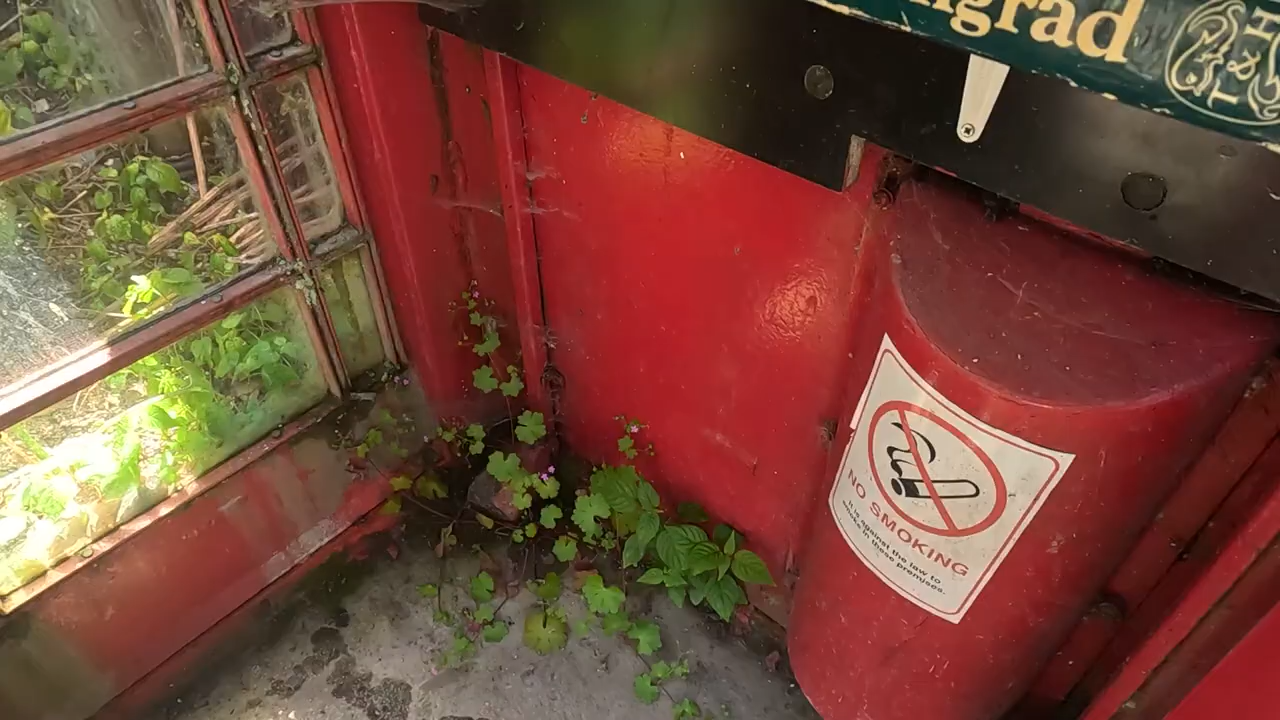 ngrad
T & H
NO SMOKING
It is against the law to
smoke in these premises.